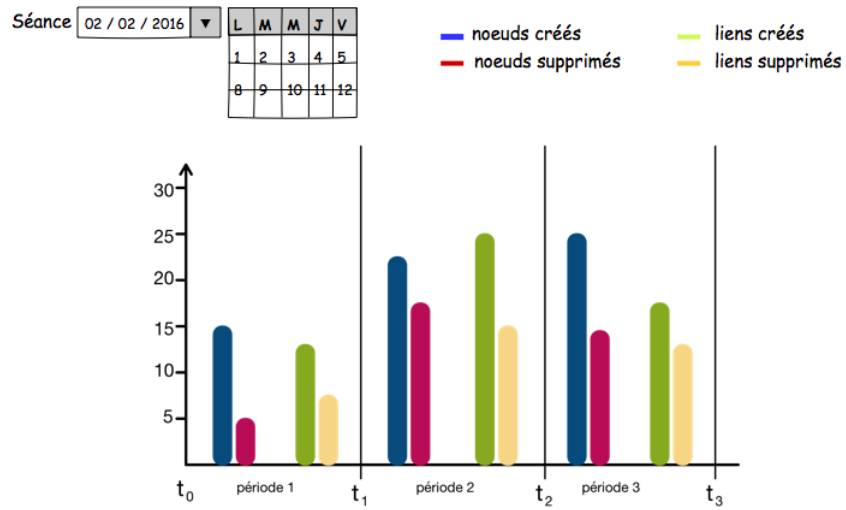 Séance 02 / 02 / 2016 ▼
L M M J V
1 2 3 4 5
8 9 10 11 12
noeuds créés
liens créés
noeuds supprimés
liens supprimés
30
25
20
15
10
5
t0 période 1 t1 période 2 t2 période 3 t3